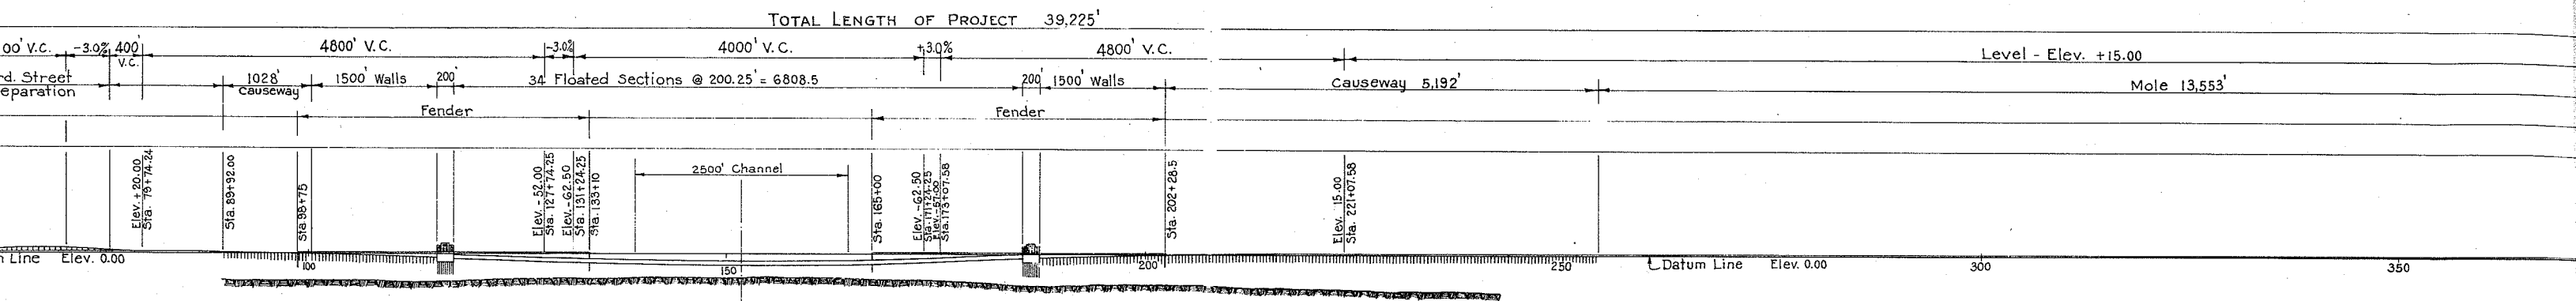 TOTAL LENGTH OF PROJECT 39,225'
00' V.C. -3.0% 400' V.C. 4800' V.C. -3.0% 4000' V.C. +3.0% 4800' V.C. Level - Elev. +15.00
rd. Street
eparation
1028' Causeway 1500' Walls 200' 34 Floated Sections @ 200.25' = 6808.5 200' 1500' Walls Causeway 5,192' Mole 13,553'
Fender Fender
2500' Channel
Elev. +20.00
Sta. 79+74.24
Sta. 89+92.00
Sta. 98+75
Elev. -52.00
Sta. 127+74.25
Elev. -62.50
Sta. 131+24.25
Sta. 133+10
Sta. 165+00
Elev. -62.50
Sta. 171+24.25
Elev. -57.00
Sta. 173+07.58
Sta. 202+28.5
Elev. 15.00
Sta. 221+07.58
n Line Elev. 0.00
100 150 200 250 300 350
Datum Line Elev. 0.00